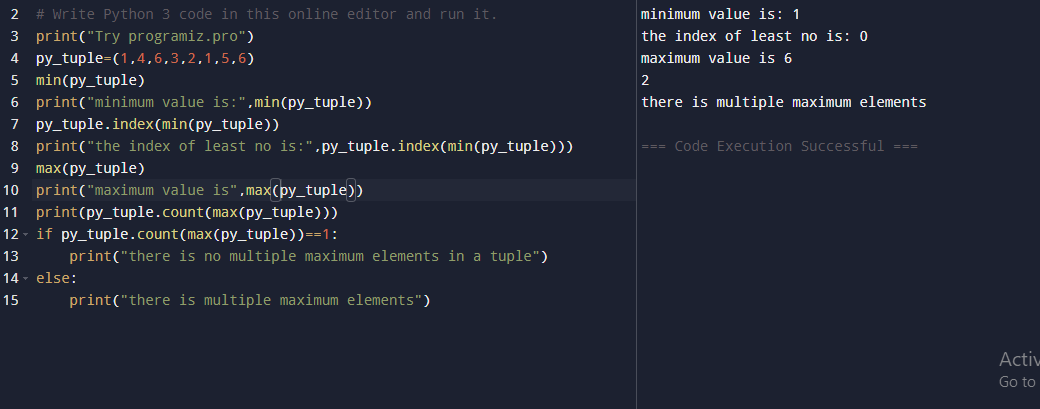 2 # Write Python 3 code in this online editor and run it.
3 print("Try programiz.pro")
4 py_tuple=(1,4,6,3,2,1,5,6)
5 min(py_tuple)
6 print("minimum value is:",min(py_tuple))
7 py_tuple.index(min(py_tuple))
8 print("the index of least no is:",py_tuple.index(min(py_tuple)))
9 max(py_tuple)
10 print("maximum value is",max(py_tuple))
11 print(py_tuple.count(max(py_tuple)))
12 if py_tuple.count(max(py_tuple))==1:
13     print("there is no multiple maximum elements in a tuple")
14 else:
15     print("there is multiple maximum elements")
minimum value is: 1
the index of least no is: 0
maximum value is 6
2
there is multiple maximum elements
=== Code Execution Successful ===
Go to